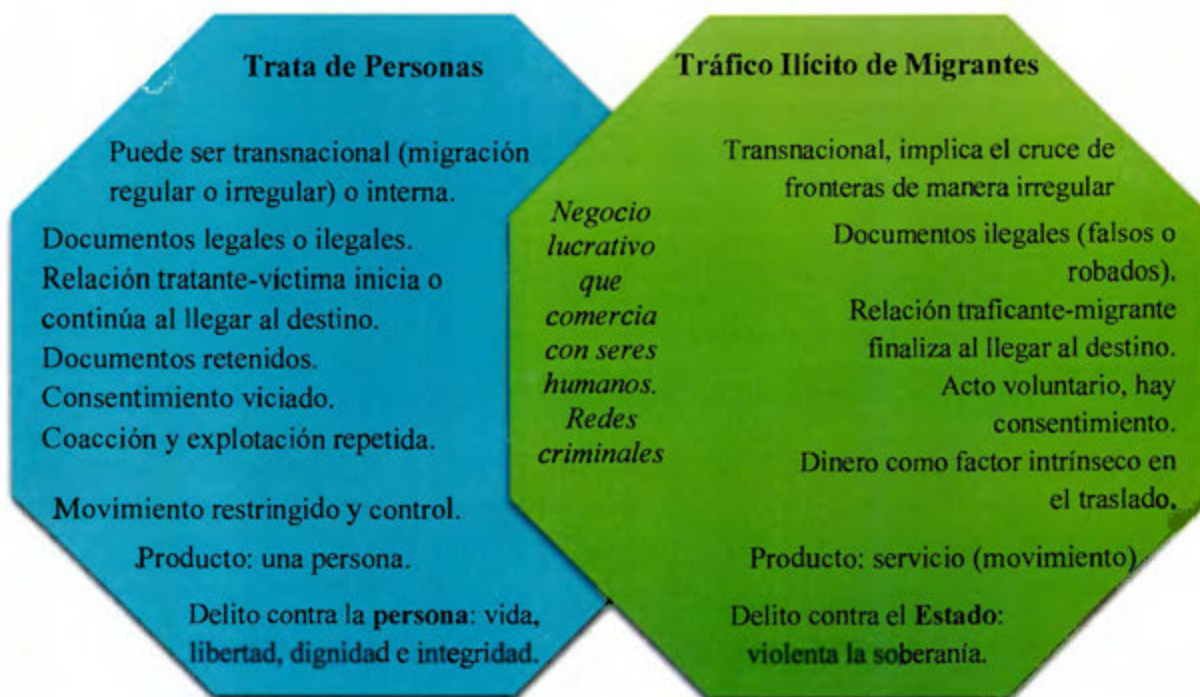 Trata de Personas
Puede ser transnacional (migración
regular o irregular) o interna.
Documentos legales o ilegales.
Relación tratante-víctima inicia o
continúa al llegar al destino.
Documentos retenidos.
Consentimiento viciado.
Coacción y explotación repetida.
Movimiento restringido y control.
Producto: una persona.
Delito contra la persona: vida,
libertad, dignidad e integridad.
Negocio
lucrativo
que
comercia
con seres
humanos.
Redes
criminales
Tráfico Ilícito de Migrantes
Transnacional, implica el cruce de
fronteras de manera irregular
Documentos ilegales (falsos o
robados).
Relación traficante-migrante
finaliza al llegar al destino.
Acto voluntario, hay
consentimiento.
Dinero como factor intrínseco en
el traslado.
Producto: servicio (movimiento)
Delito contra el Estado:
violenta la soberanía.